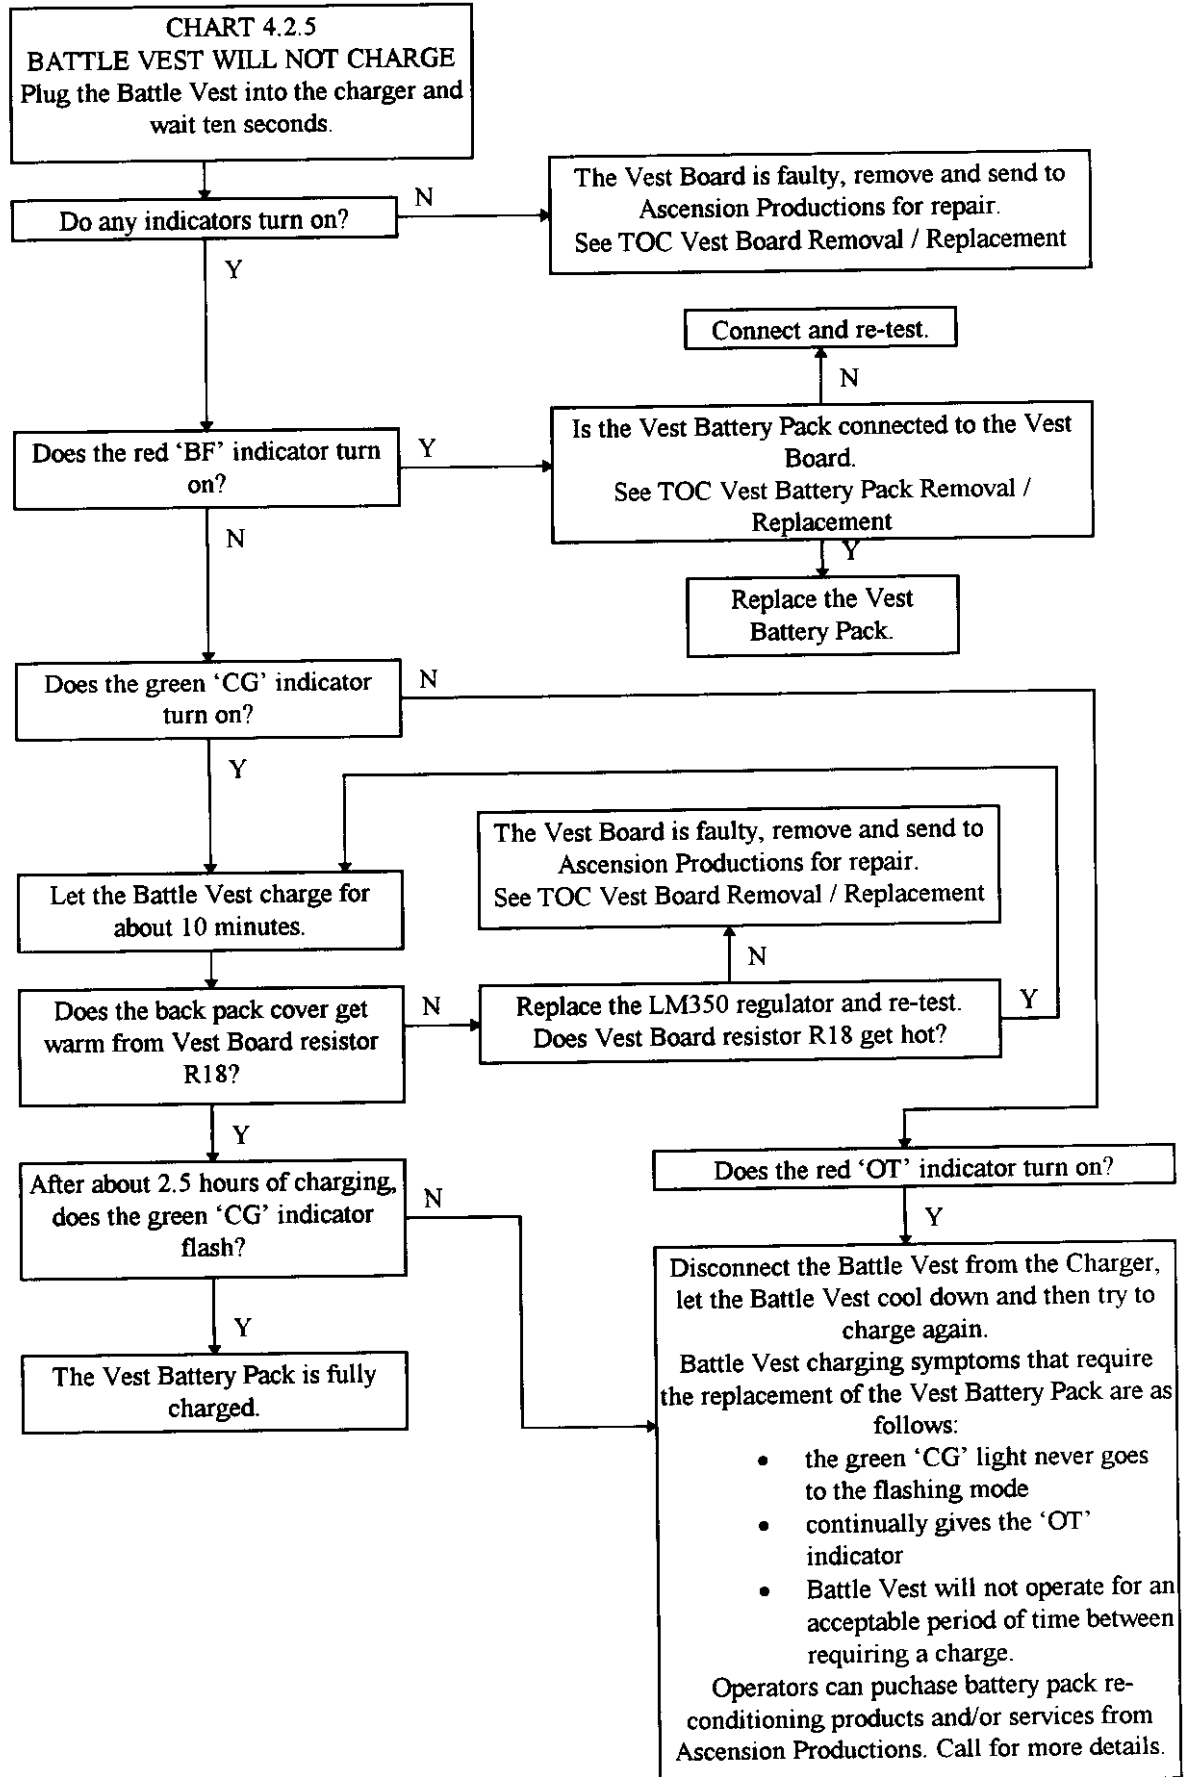 CHART 4.2.5
BATTLE VEST WILL NOT CHARGE
Plug the Battle Vest into the charger and
wait ten seconds.
Do any indicators turn on?
N
The Vest Board is faulty, remove and send to
Ascension Productions for repair.
See TOC Vest Board Removal / Replacement
Y
Connect and re-test.
N
Does the red ‘BF’ indicator turn
on?
Y
Is the Vest Battery Pack connected to the Vest
Board.
See TOC Vest Battery Pack Removal /
Replacement
Y
Replace the Vest
Battery Pack.
N
Does the green ‘CG’ indicator
turn on?
N
Y
The Vest Board is faulty, remove and send to
Ascension Productions for repair.
See TOC Vest Board Removal / Replacement
Let the Battle Vest charge for
about 10 minutes.
N
Does the back pack cover get
warm from Vest Board resistor
R18?
N
Replace the LM350 regulator and re-test.
Does Vest Board resistor R18 get hot?
Y
Y
After about 2.5 hours of charging,
does the green ‘CG’ indicator
flash?
N
Does the red ‘OT’ indicator turn on?
Y
Y
The Vest Battery Pack is fully
charged.
Disconnect the Battle Vest from the Charger,
let the Battle Vest cool down and then try to
charge again.
Battle Vest charging symptoms that require
the replacement of the Vest Battery Pack are as
follows:
• the green ‘CG’ light never goes
to the flashing mode
• continually gives the ‘OT’
indicator
• Battle Vest will not operate for an
acceptable period of time between
requiring a charge.
Operators can puchase battery pack re-
conditioning products and/or services from
Ascension Productions. Call for more details.